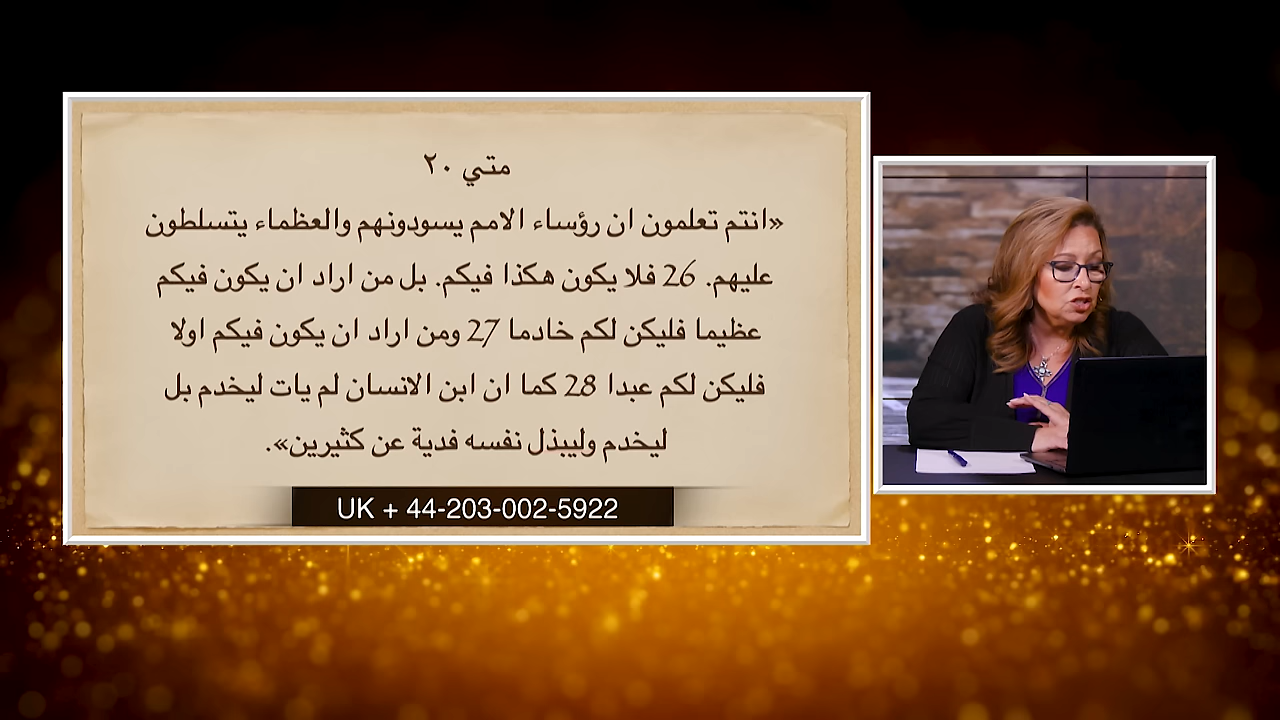 متي ٢٠
«انتم تعلمون ان رؤساء الامم يسودونهم والعظماء يتسلطون
عليهم. 26 فلا يكون هكذا فيكم. بل من اراد ان يكون فيكم
عظيما فليكن لكم خادما 27 ومن اراد ان يكون فيكم اولا
فليكن لكم عبدا 28 كما ان ابن الانسان لم يات ليخدم بل
ليخدم وليبذل نفسه فدية عن كثيرين».
UK + 44-203-002-5922